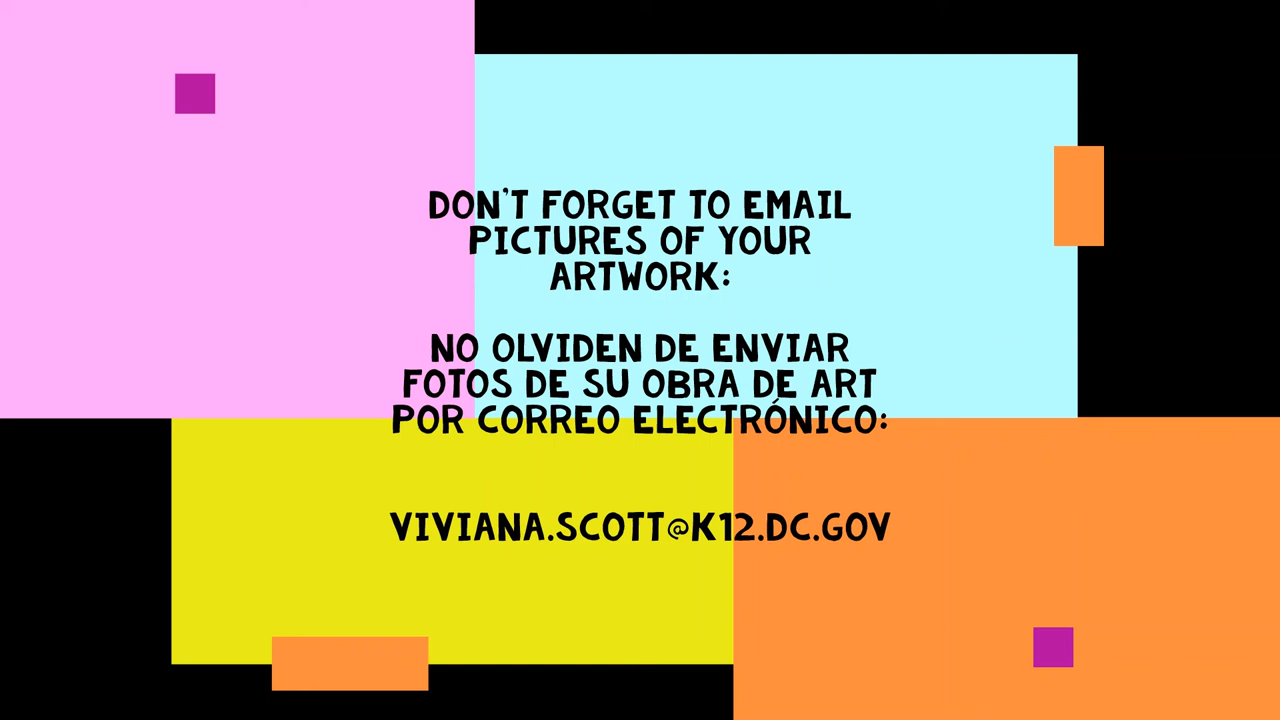 DON'T FORGET TO EMAIL
PICTURES OF YOUR
ARTWORK:
NO OLVIDEN DE ENVIAR
FOTOS DE SU OBRA DE ART
POR CORREO ELECTRÓNICO:
VIVIANA.SCOTT@K12.DC.GOV